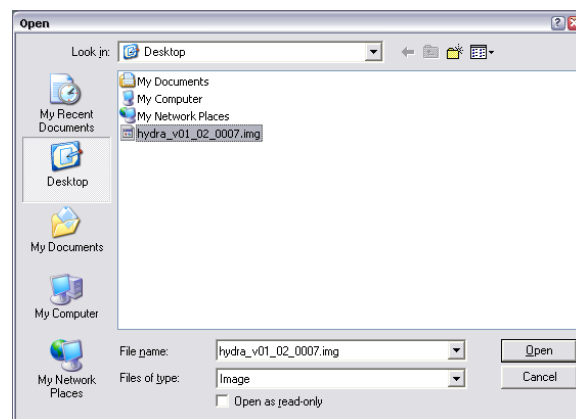 Open
Look in:
Desktop
My Documents
My Computer
My Network Places
hydra_v01_02_0007.img
My Recent
Documents
Desktop
My Documents
My Computer
My Network
Places
File name:
hydra_v01_02_0007.img
Open
Files of type:
Image
Cancel
Open as read-only